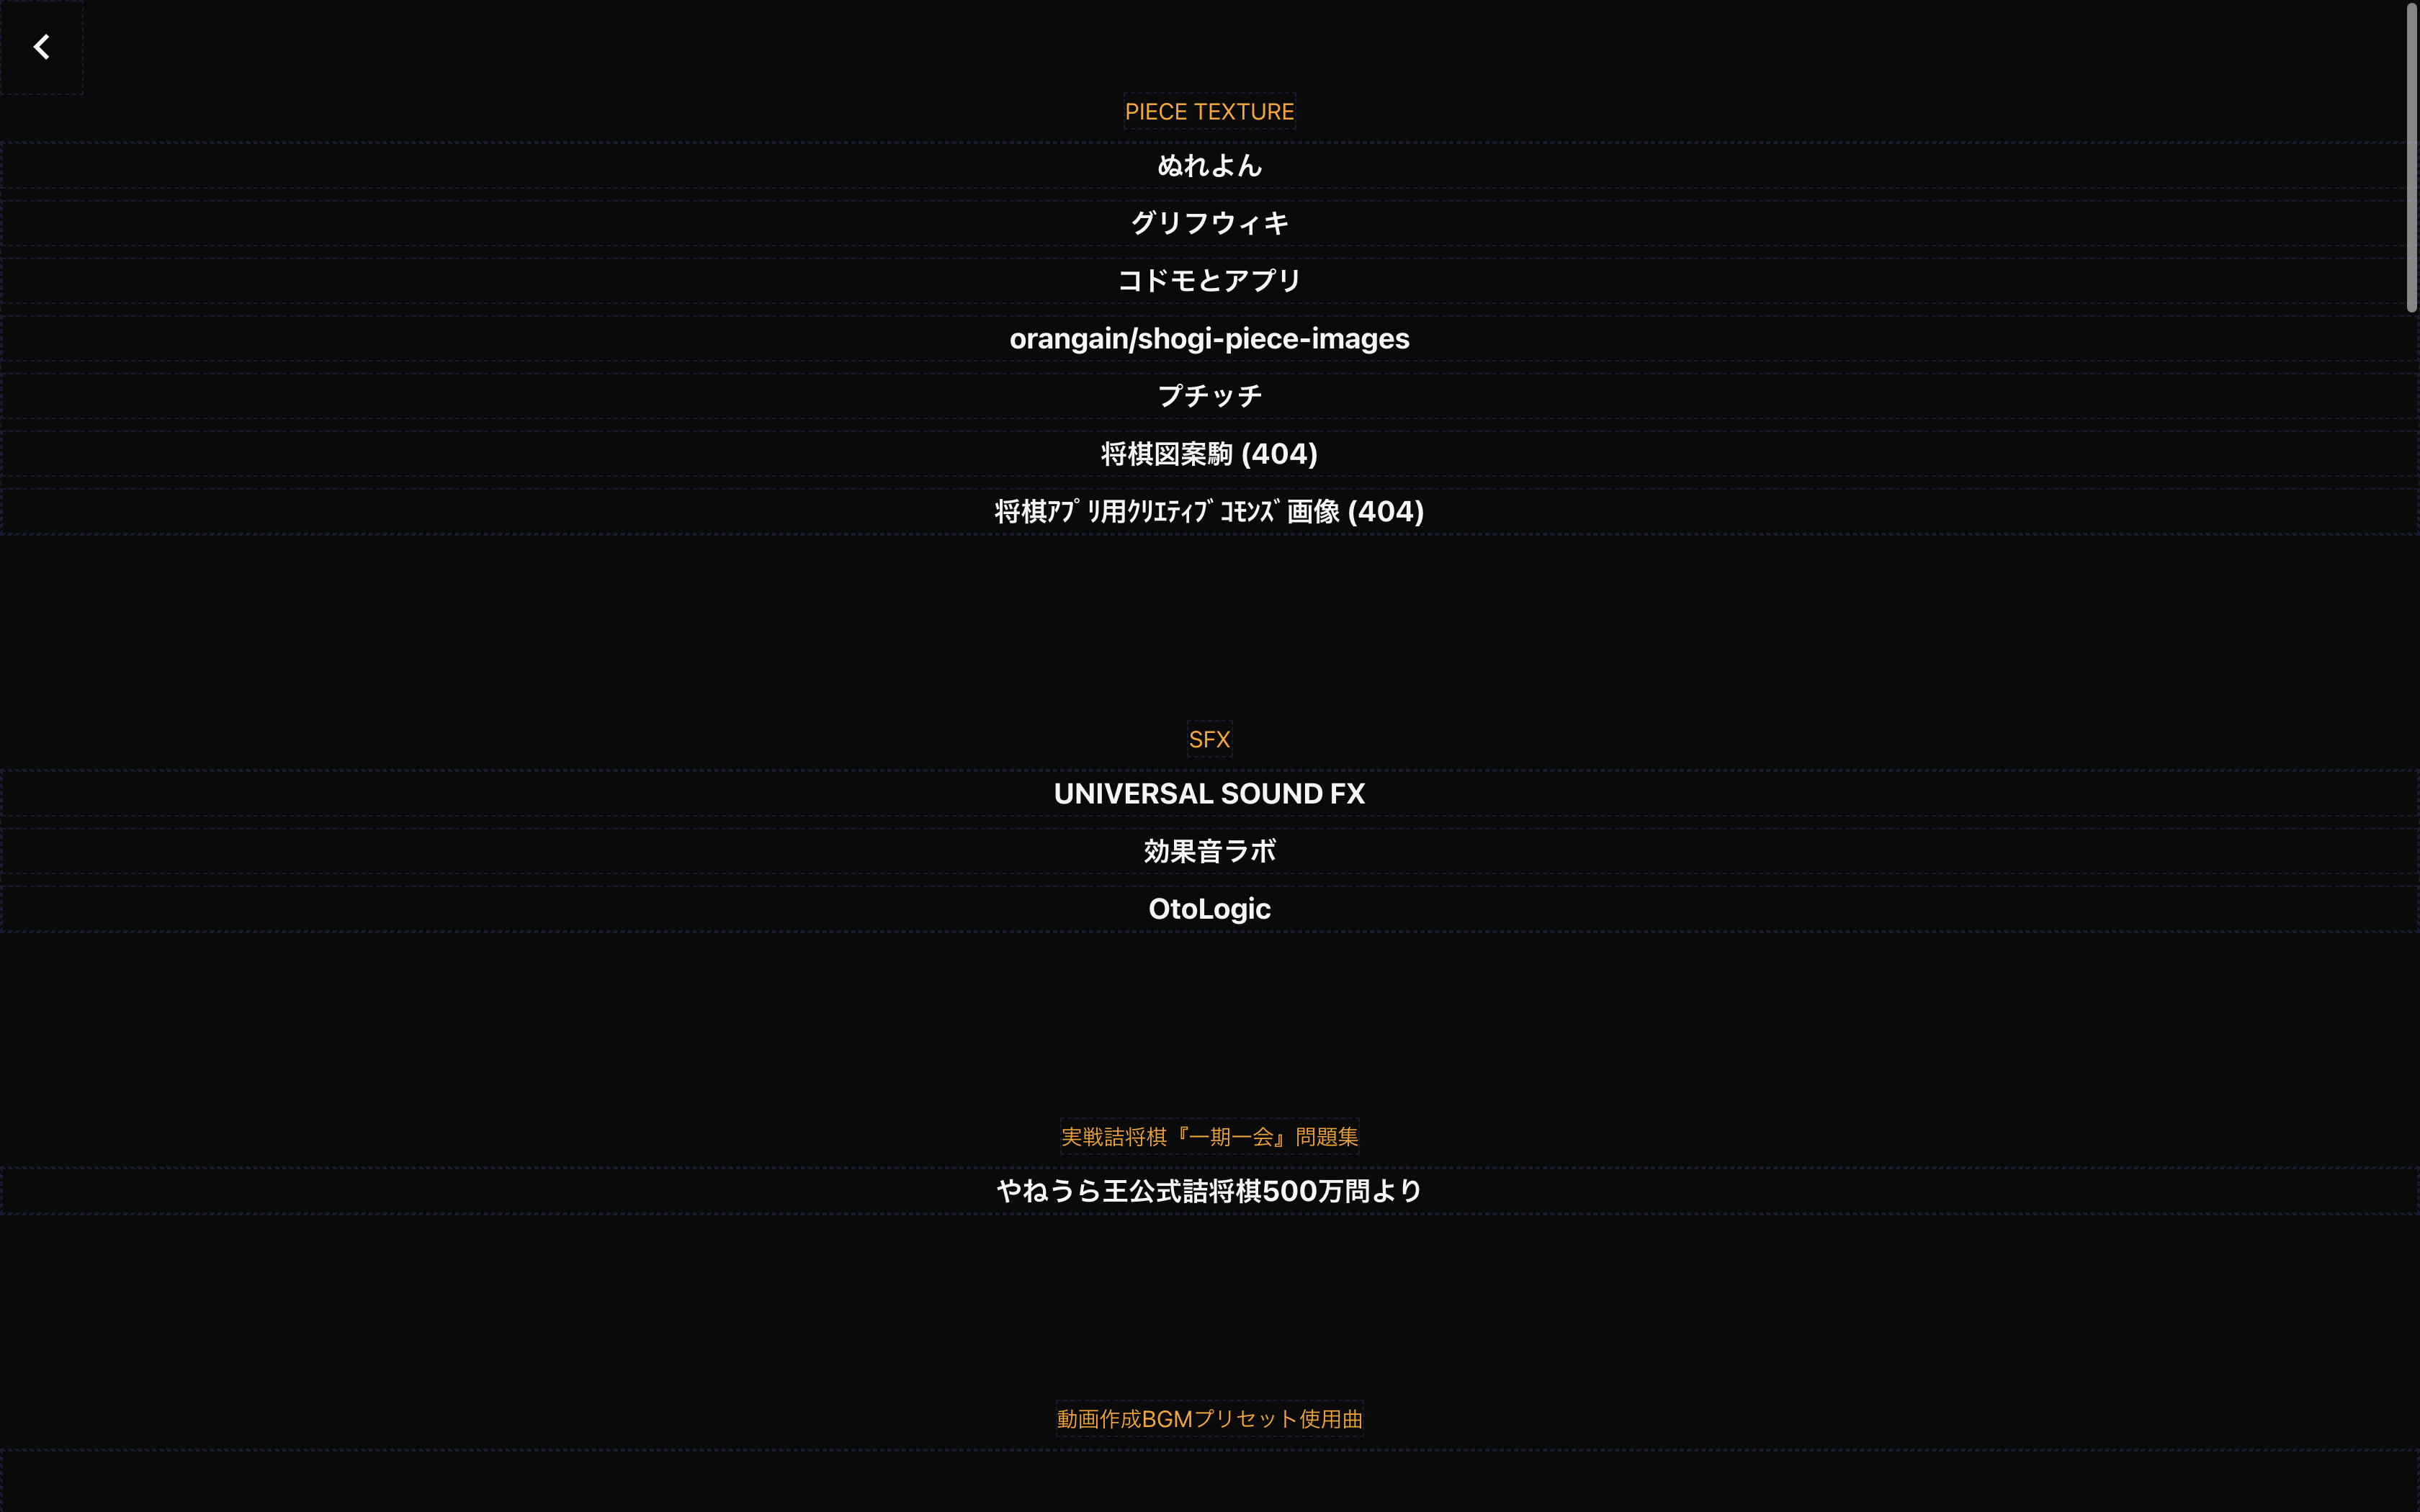 PIECE TEXTURE
ぬれよん
グリフウィキ
コドモとアプリ
orangain/shogi-piece-images
プチッチ
将棋図案駒 (404)
将棋ｱﾌﾟﾘ用ｸﾘｴﾃｨﾌﾞｺﾓﾝｽﾞ画像 (404)
SFX
UNIVERSAL SOUND FX
効果音ラボ
OtoLogic
実戦詰将棋『一期一会』問題集
やねうら王公式詰将棋500万問より
動画作成BGMプリセット使用曲